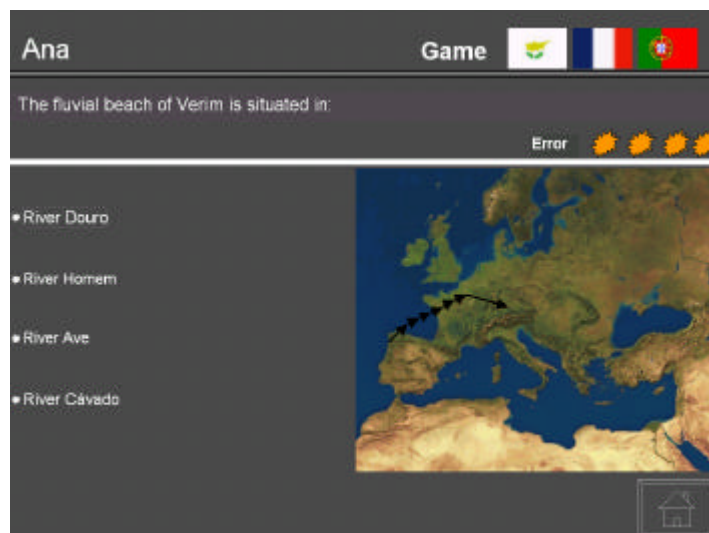 Ana
Game
The fluvial beach of Verim is situated in:
Error
River Douro
River Homem
River Ave
River Cávado